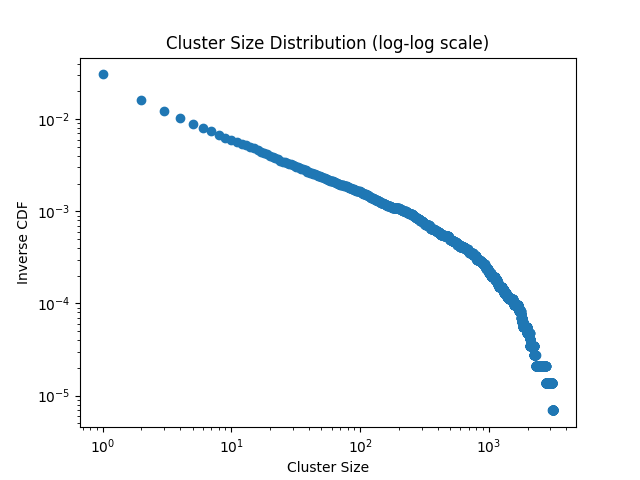 Cluster Size Distribution (log-log scale)
Inverse CDF
10⁻²
10⁻³
10⁻⁴
10⁻⁵
10⁰ 10¹ 10² 10³
Cluster Size